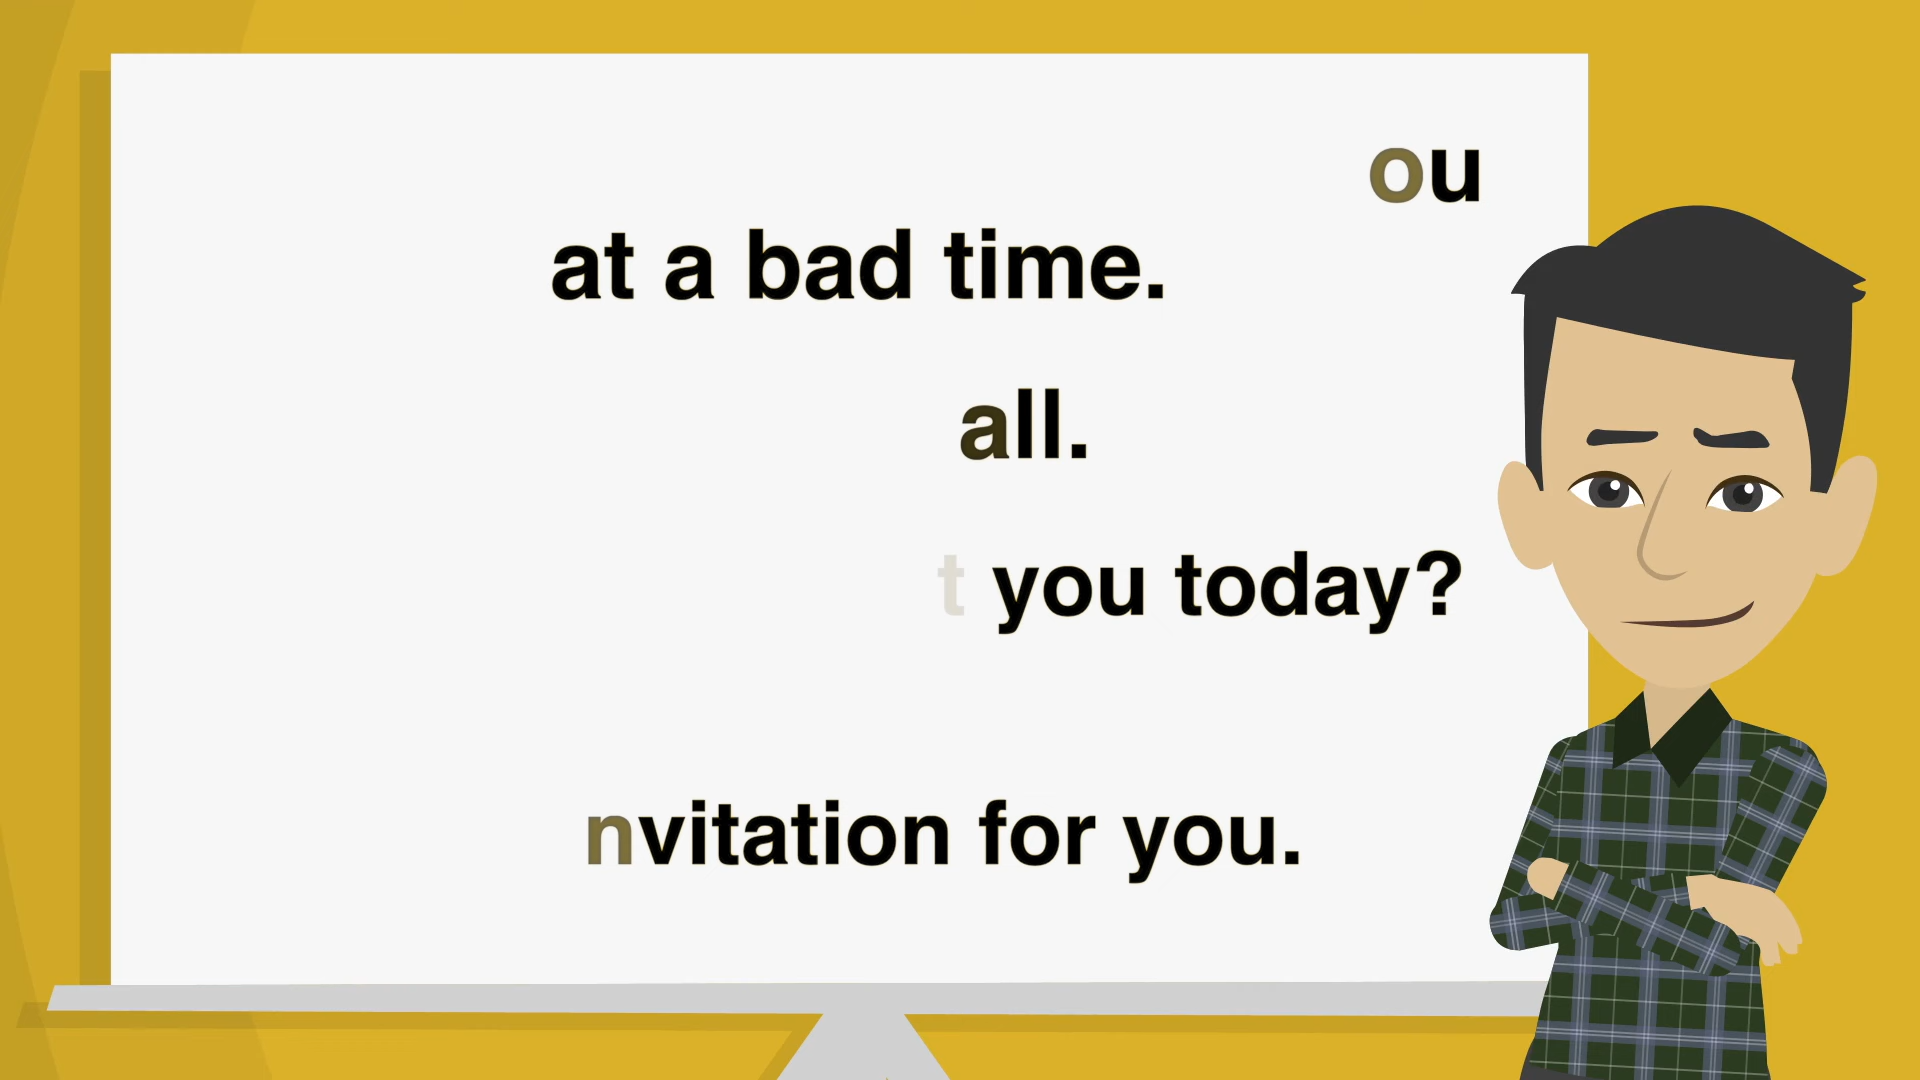 ou
at a bad time.
all.
t you today?
nvitation for you.